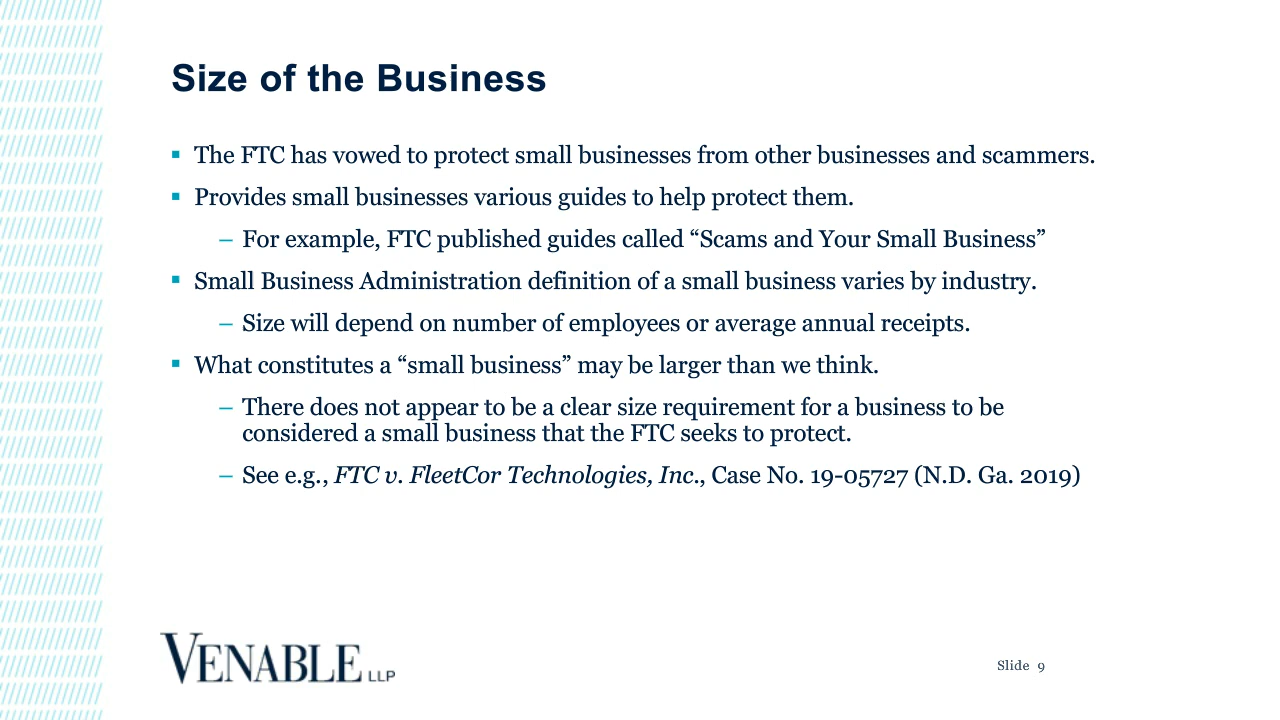 Size of the Business
▪ The FTC has vowed to protect small businesses from other businesses and scammers.
▪ Provides small businesses various guides to help protect them.
– For example, FTC published guides called “Scams and Your Small Business”
▪ Small Business Administration definition of a small business varies by industry.
– Size will depend on number of employees or average annual receipts.
▪ What constitutes a “small business” may be larger than we think.
– There does not appear to be a clear size requirement for a business to be
considered a small business that the FTC seeks to protect.
– See e.g., FTC v. FleetCor Technologies, Inc., Case No. 19-05727 (N.D. Ga. 2019)
VENABLE LLP
Slide 9